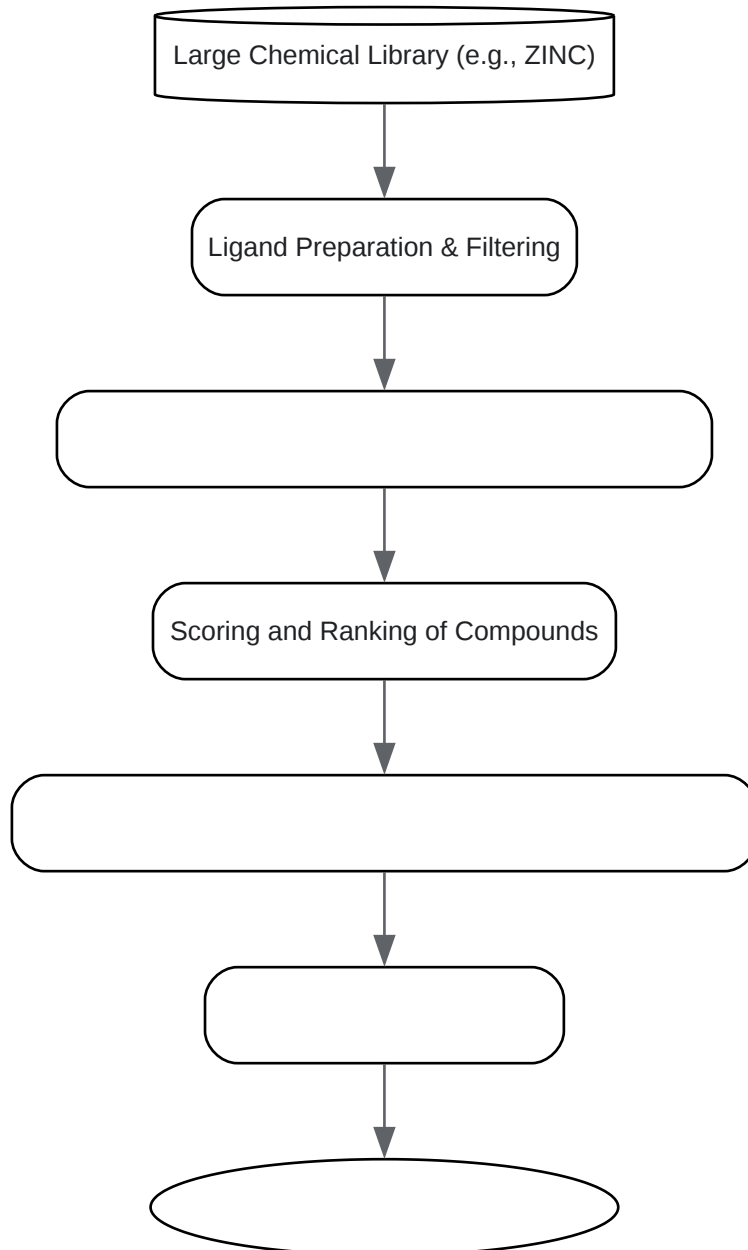 Large Chemical Library (e.g., ZINC)
Ligand Preparation & Filtering
Scoring and Ranking of Compounds